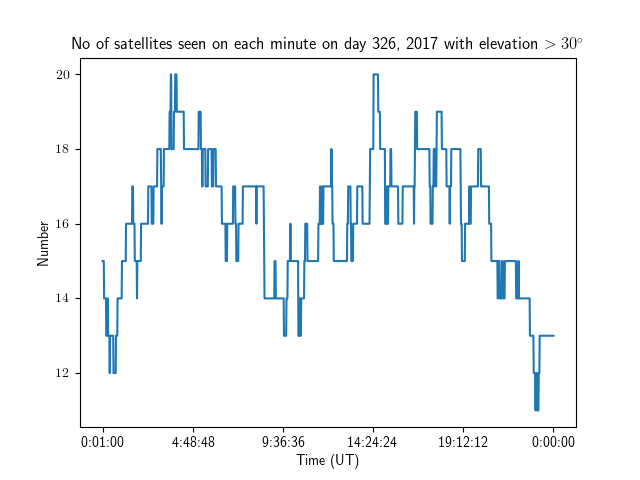 No of satellites seen on each minute on day 326, 2017 with elevation > 30°
20
18
16
14
12
Number
0:01:00 4:48:48 9:36:36 14:24:24 19:12:12 0:00:00
Time (UT)